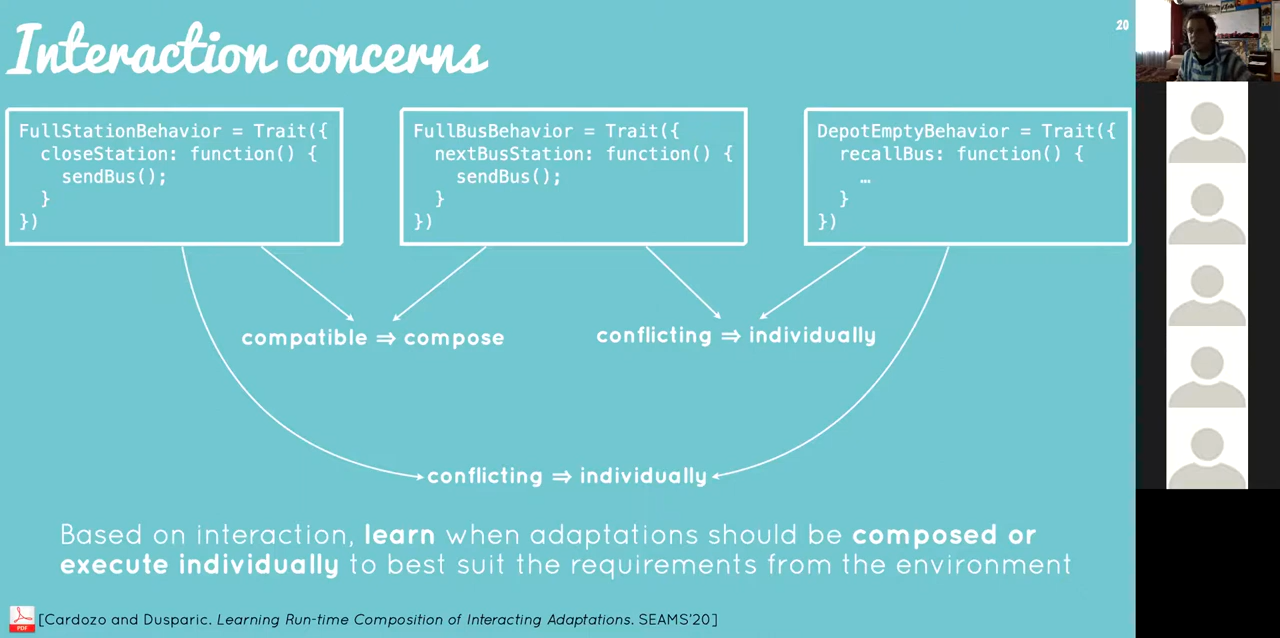 Interaction concerns
20
FullStationBehavior = Trait({
closeStation: function() {
sendBus();
}
})
FullBusBehavior = Trait({
nextBusStation: function() {
sendBus();
}
})
DepotEmptyBehavior = Trait({
recallBus: function() {
…
}
})
compatible ⇒ compose
conflicting ⇒ individually
conflicting ⇒ individually
Based on interaction, learn when adaptations should be composed or
execute individually to best suit the requirements from the environment
PDF
[Cardozo and Dusparic. Learning Run-time Composition of Interacting Adaptations. SEAMS'20]